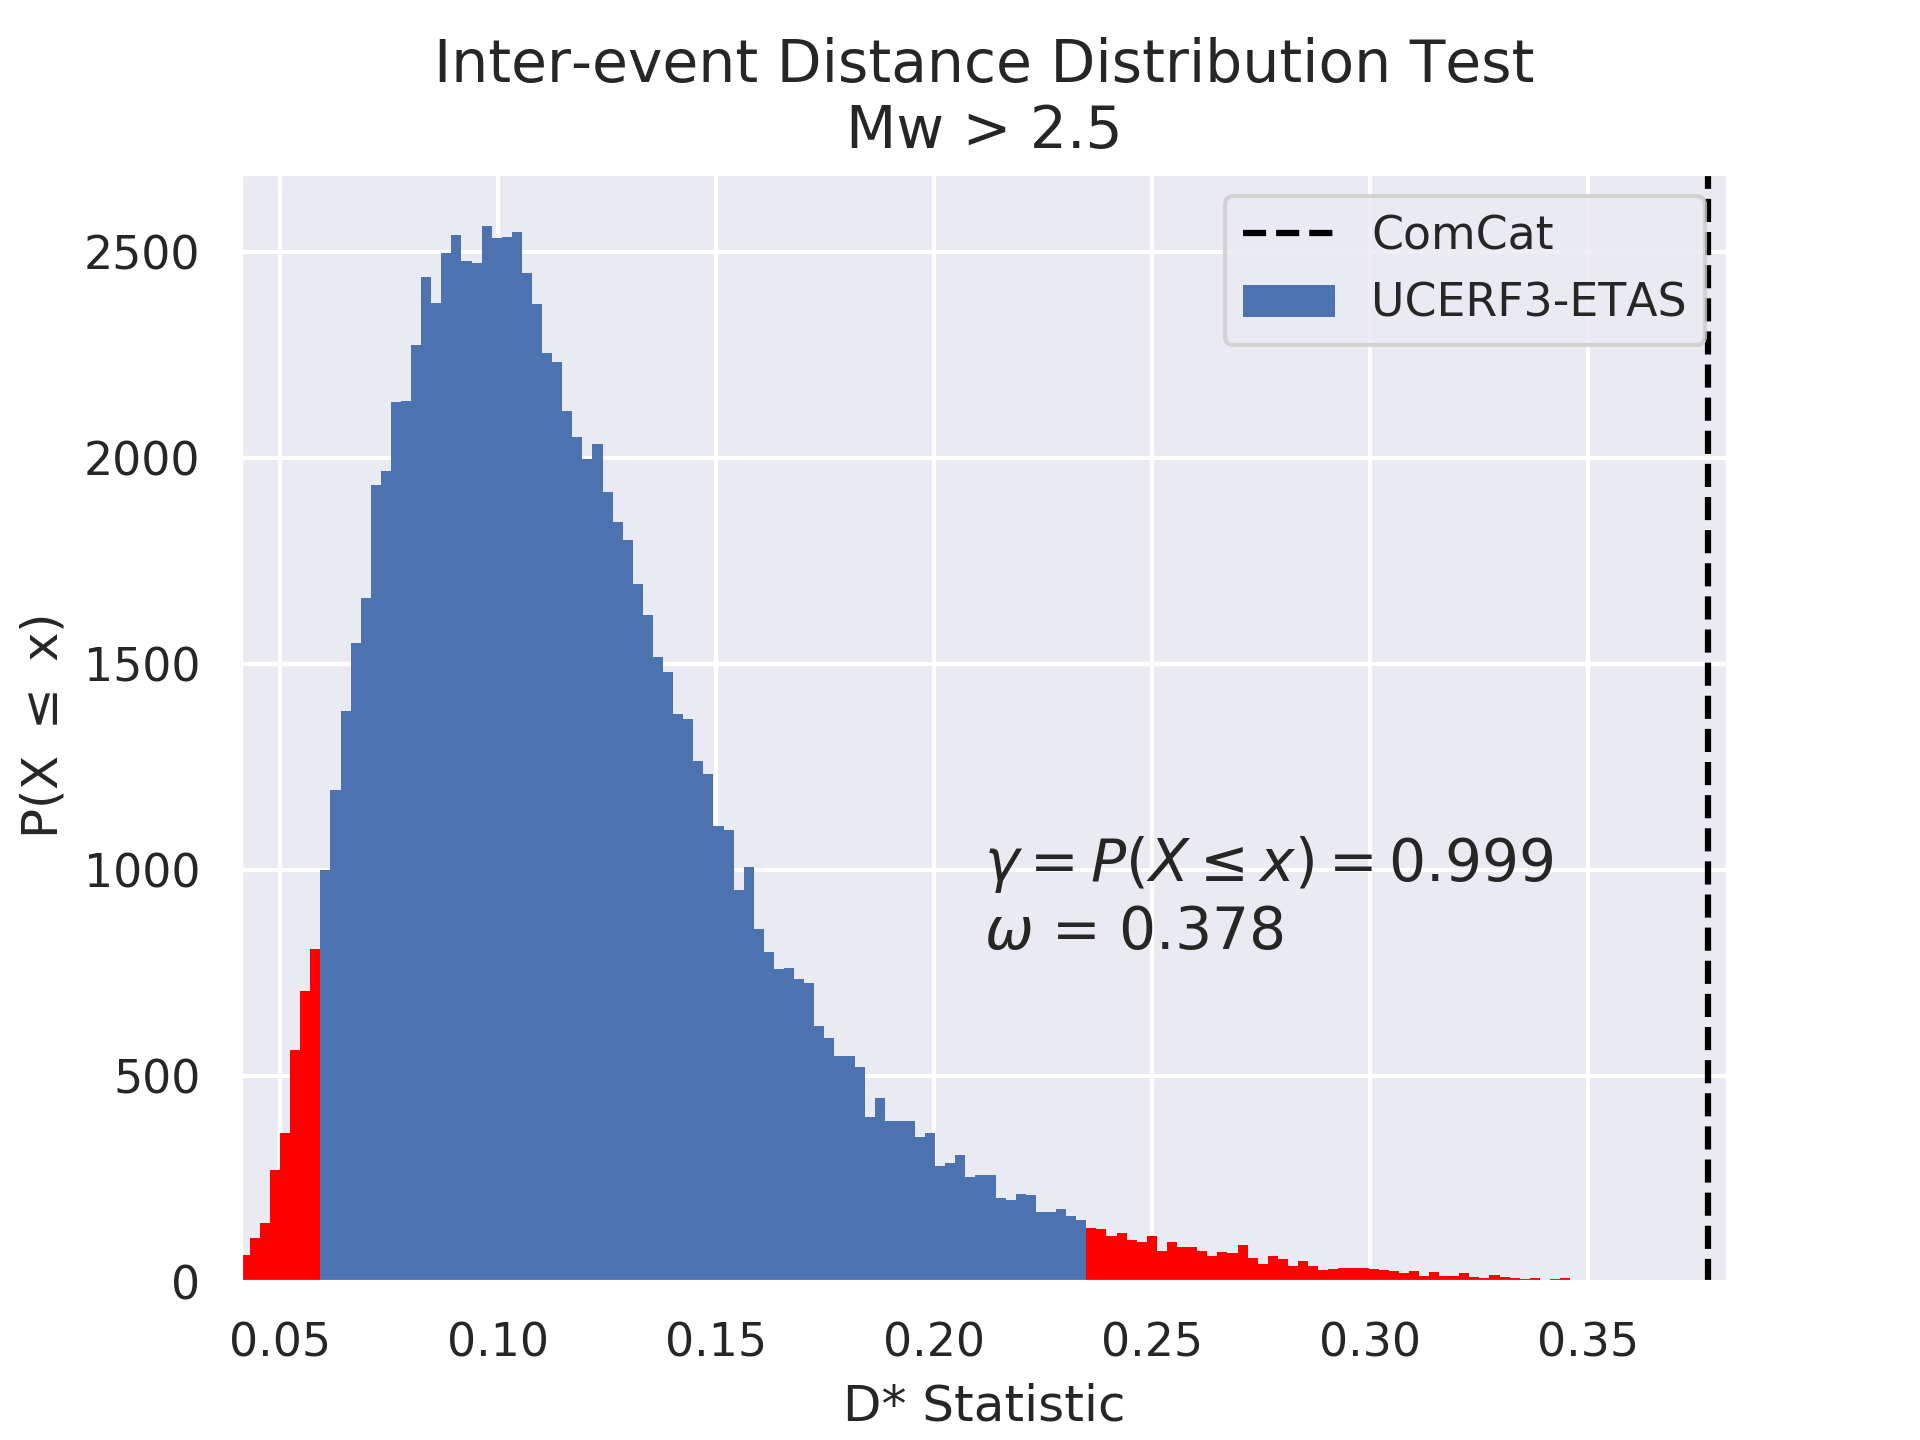 Inter-event Distance Distribution Test
Mw > 2.5
ComCat
UCERF3-ETAS
2500
2000
1500
1000
500
0
P(X ≤ x)
γ = P(X ≤ x) = 0.999
ω = 0.378
0.05 0.10 0.15 0.20 0.25 0.30 0.35
D* Statistic